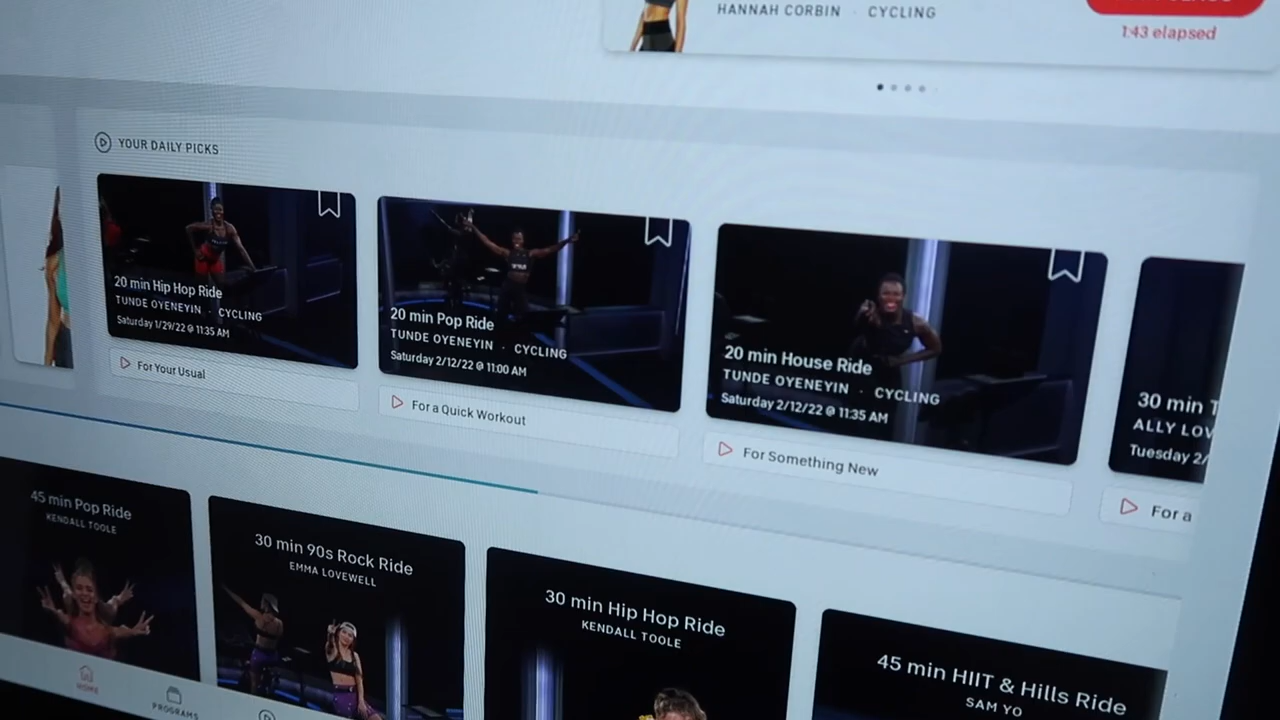 HANNAH CORBIN · CYCLING
1:43 elapsed
YOUR DAILY PICKS
20 min Hip Hop Ride
TUNDE OYENEYIN · CYCLING
Saturday 1/29/22 @ 11:35 AM
For Your Usual
20 min Pop Ride
TUNDE OYENEYIN · CYCLING
Saturday 2/12/22 @ 11:00 AM
For a Quick Workout
20 min House Ride
TUNDE OYENEYIN · CYCLING
Saturday 2/12/22 @ 11:35 AM
For Something New
30 min T
ALLY LOV
Tuesday 2/
For a
45 min Pop Ride
KENDALL TOOLE
30 min 90s Rock Ride
EMMA LOVEWELL
30 min Hip Hop Ride
KENDALL TOOLE
45 min HIIT & Hills Ride
SAM YO
HOME
PROGRAMS